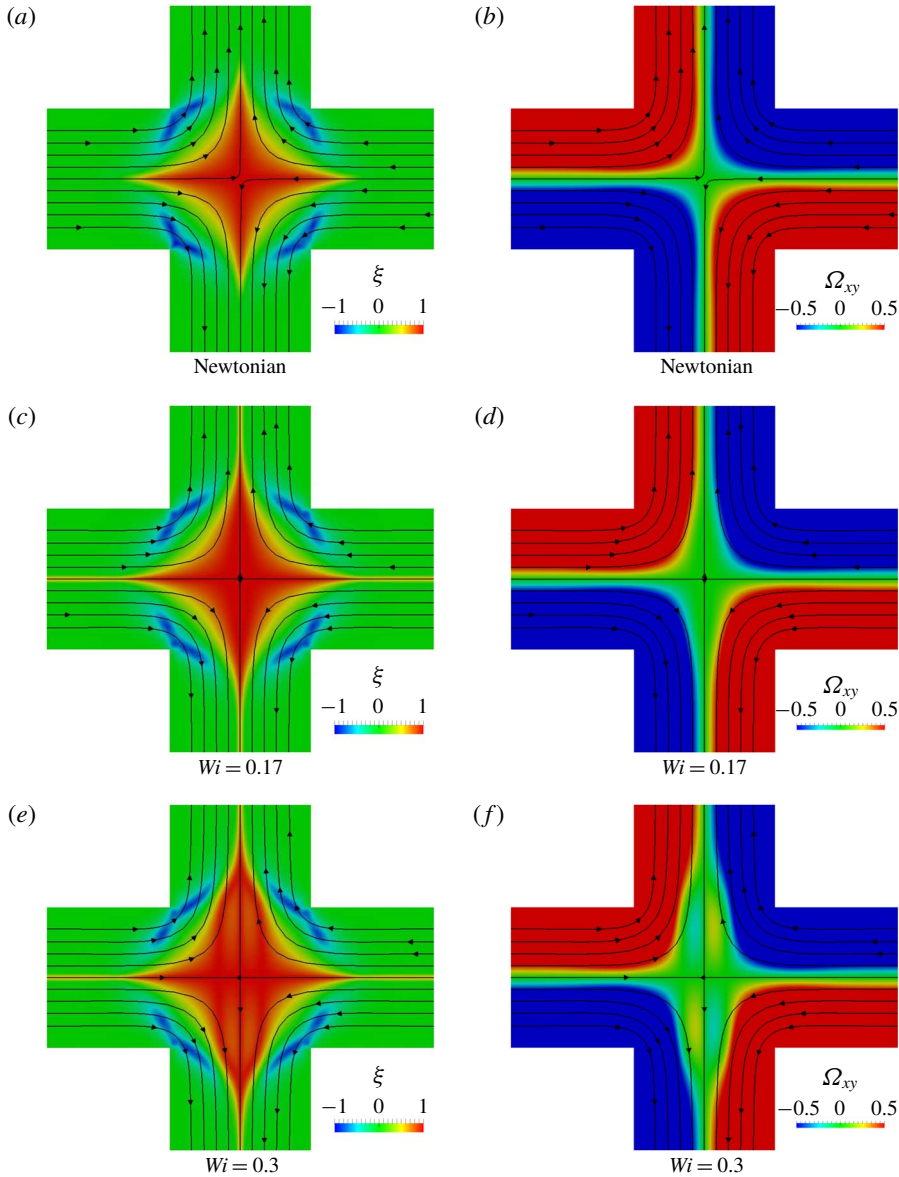 (a)
(b)
ξ
−1 0 1
Ω_xy
−0.5 0 0.5
Newtonian
Newtonian
(c)
(d)
ξ
−1 0 1
Ω_xy
−0.5 0 0.5
Wi = 0.17
Wi = 0.17
(e)
(f)
ξ
−1 0 1
Ω_xy
−0.5 0 0.5
Wi = 0.3
Wi = 0.3